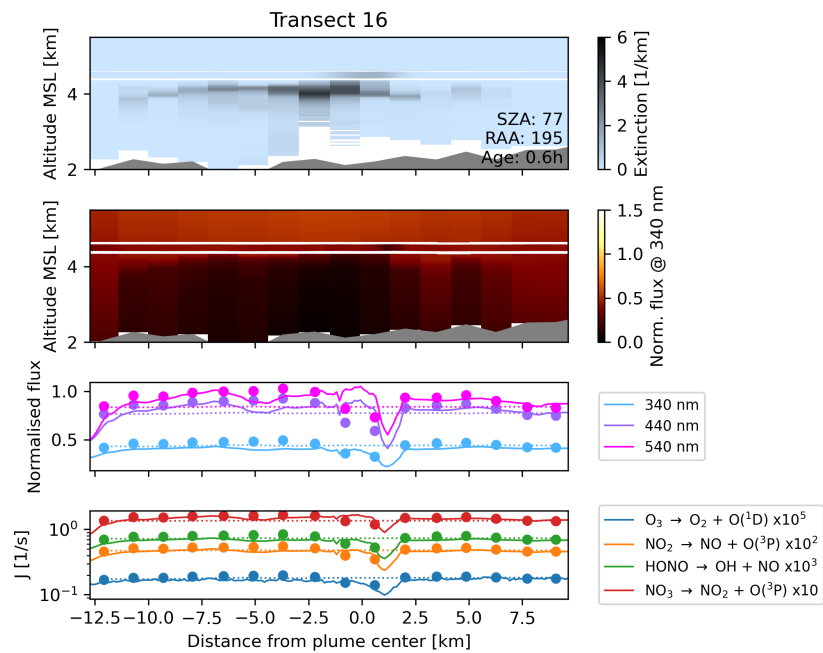 Transect 16
Altitude MSL [km]
4
2
SZA: 77
RAA: 195
Age: 0.6h
6
4
2
0
Extinction [1/km]
Altitude MSL [km]
4
2
1.5
1.0
0.5
0.0
Norm. flux @ 340 nm
Normalised flux
1.0
0.5
340 nm
440 nm
540 nm
J [1/s]
10⁰
10⁻¹
O₃ → O₂ + O(¹D) x10⁵
NO₂ → NO + O(³P) x10²
HONO → OH + NO x10³
NO₃ → NO₂ + O(³P) x10
−12.5 −10.0 −7.5 −5.0 −2.5 0.0 2.5 5.0 7.5
Distance from plume center [km]